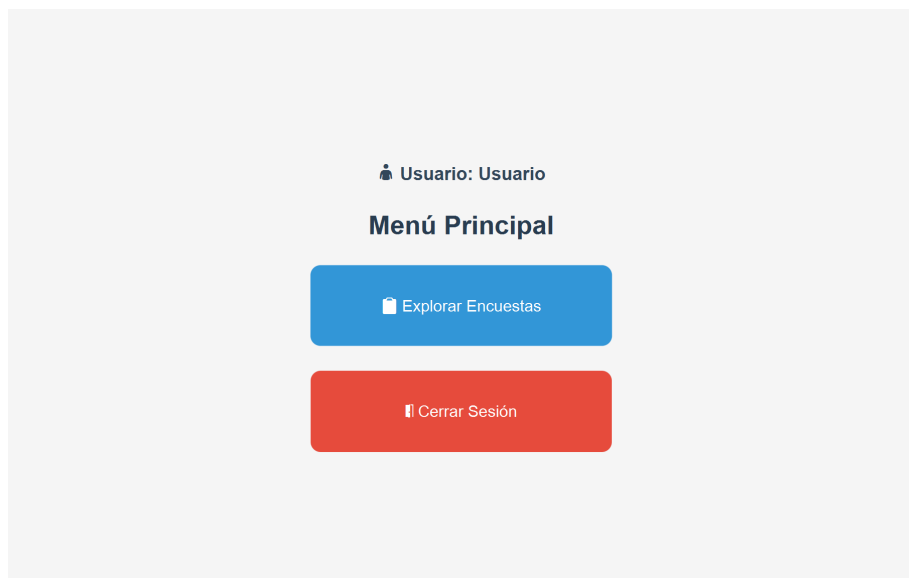 Usuario: Usuario
Menú Principal
Explorar Encuestas
Cerrar Sesión